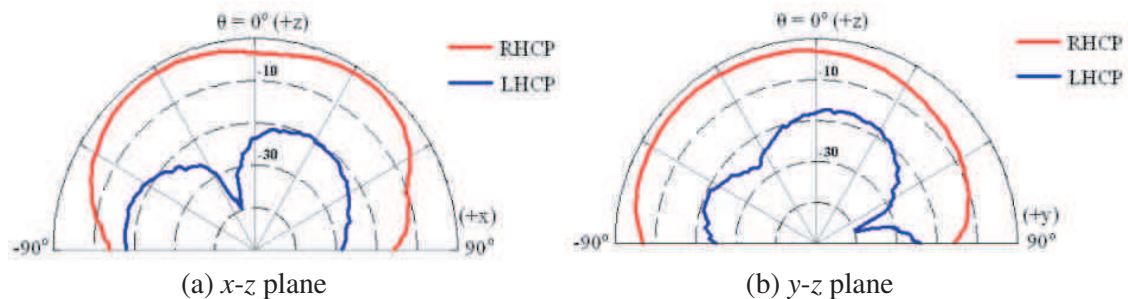 θ = 0° (+z)
RHCP
LHCP
-10
-30
(+x)
-90°
90°
(a) x-z plane
θ = 0° (+z)
RHCP
LHCP
-10
-30
(+y)
-90°
90°
(b) y-z plane